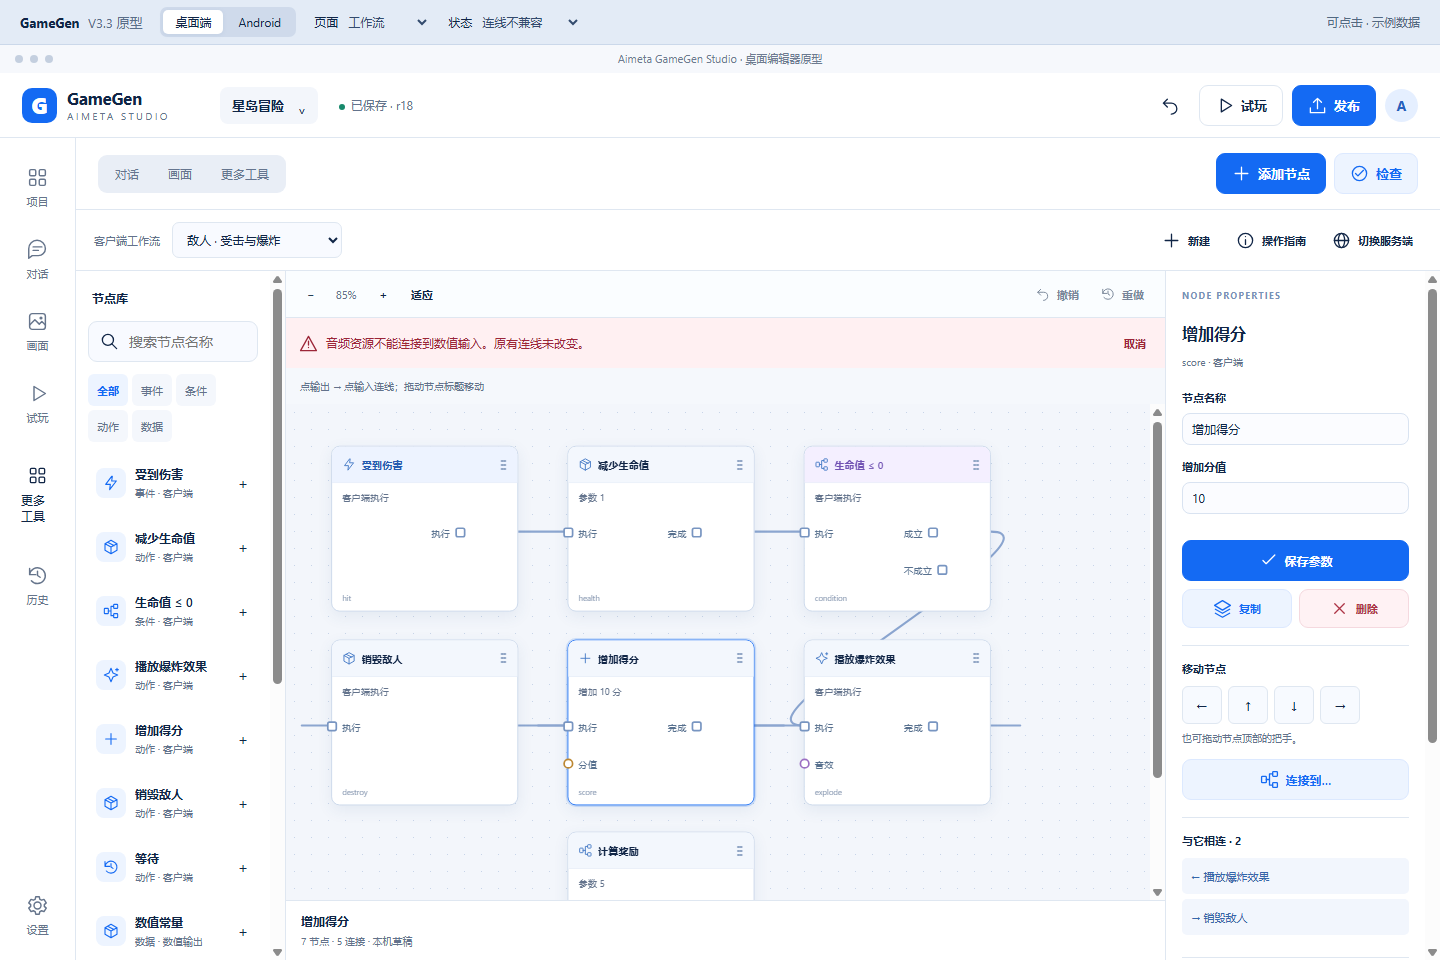 GameGen V3.3 原型 桌面端 Android 页面 工作流 状态 连线不兼容 可点击 · 示例数据
Aimeta GameGen Studio · 桌面编辑器原型
G GameGen
AIMETA STUDIO
星岛冒险
已保存 · r18
试玩
发布
A
项目
对话
画面
试玩
更多
工具
历史
设置
对话 画面 更多工具
添加节点
检查
客户端工作流 敌人 · 受击与爆炸
新建
操作指南
切换服务端
节点库
搜索节点名称
全部 事件 条件
动作 数据
受到伤害
事件 · 客户端
+
减少生命值
动作 · 客户端
+
生命值 ≤ 0
条件 · 客户端
+
播放爆炸效果
动作 · 客户端
+
增加得分
动作 · 客户端
+
销毁敌人
动作 · 客户端
+
等待
动作 · 客户端
+
数值常量
数据 · 数值输出
+
− 85% + 适应
撤销
重做
音频资源不能连接到数值输入。原有连线未改变。
取消
点输出 → 点输入连线；拖动节点标题移动
受到伤害
客户端执行
执行
hit
减少生命值
参数 1
执行 完成
health
生命值 ≤ 0
客户端执行
执行 成立
不成立
condition
销毁敌人
客户端执行
执行
destroy
增加得分
增加 10 分
执行 完成
分值
score
播放爆炸效果
客户端执行
执行 完成
音效
explode
计算奖励
参数 5
增加得分
7 节点 · 5 连接 · 本机草稿
NODE PROPERTIES
增加得分
score · 客户端
节点名称
增加得分
增加分值
10
保存参数
复制
删除
移动节点
← ↑ ↓ →
也可拖动节点顶部的把手。
连接到...
与它相连 · 2
← 播放爆炸效果
→ 销毁敌人